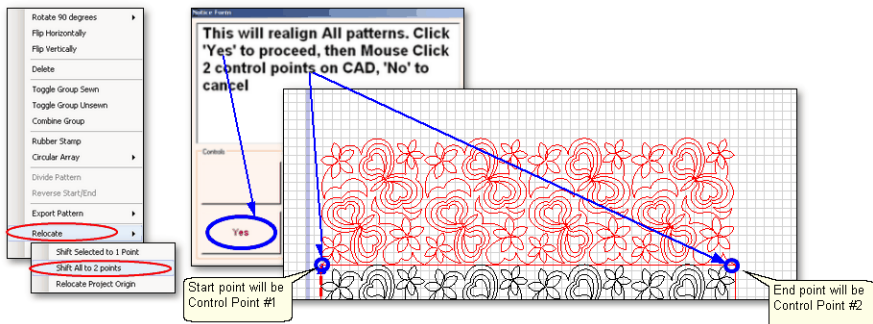 Rotate 90 degrees
Flip Horizontally
Flip Vertically
Delete
Toggle Group Sewn
Toggle Group Unsewn
Combine Group
Rubber Stamp
Circular Array
Divide Pattern
Reverse Start/End
Export Pattern
Relocate
Shift Selected to 1 Point
Shift All to 2 points
Relocate Project Origin
Notice Form
This will realign All patterns. Click
'Yes' to proceed, then Mouse Click
2 control points on CAD, 'No' to
cancel
Controls
Yes
Start point will be
Control Point #1
End point will be
Control Point #2